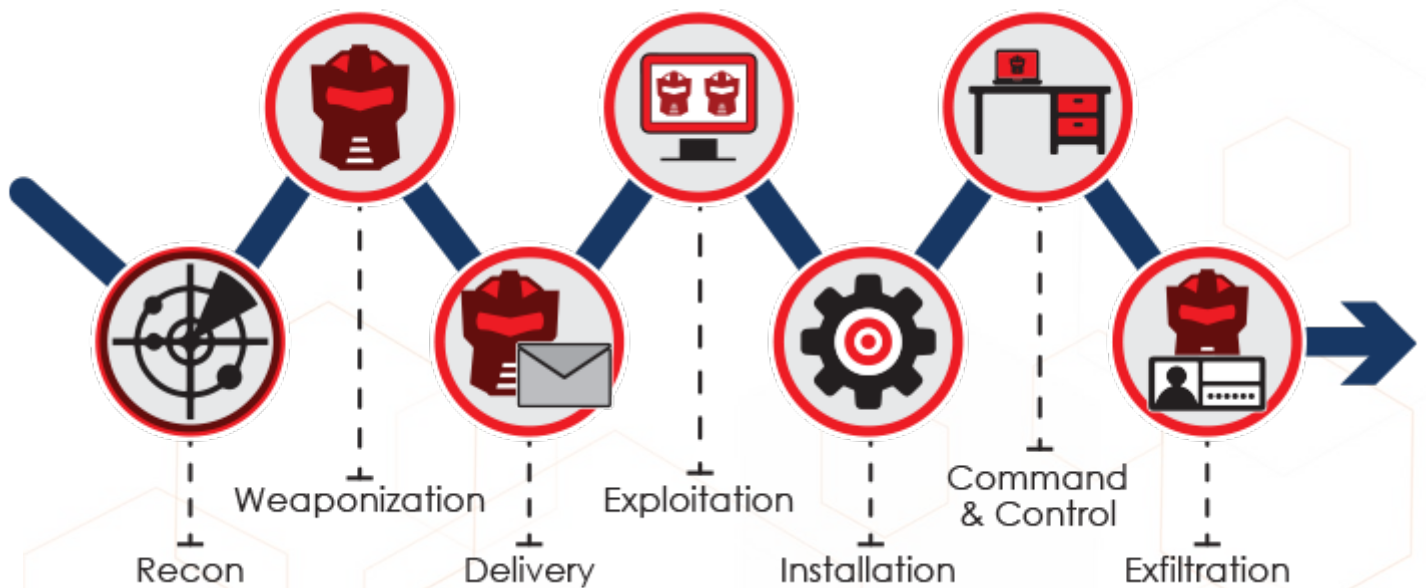 Recon
Weaponization
Delivery
Exploitation
Installation
Command
& Control
Exfiltration